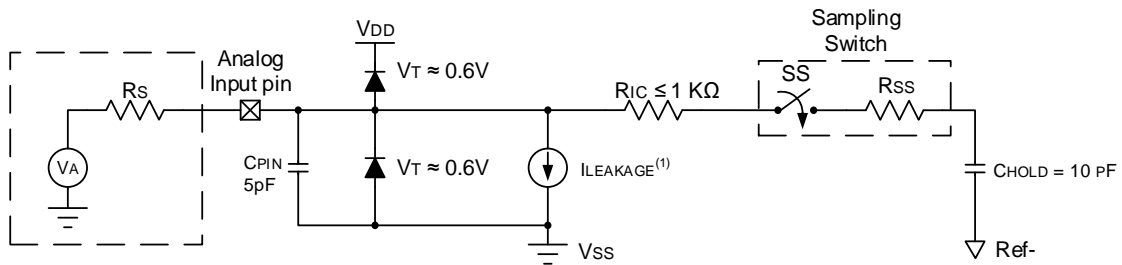 Sampling
Switch
VDD
Analog
Input pin
VT ≈ 0.6V
SS
RSS
RS
RIC ≤ 1 KΩ
VA
CPIN
5pF
VT ≈ 0.6V
ILEAKAGE(1)
CHOLD = 10 PF
VSS
Ref-